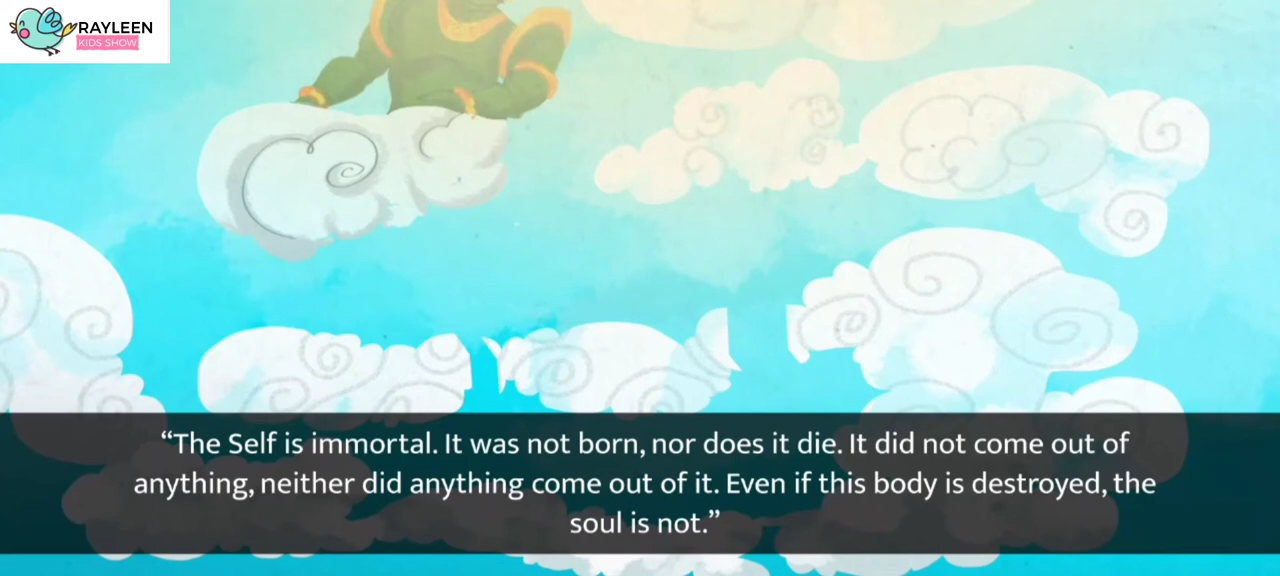 RAYLEEN
KIDS SHOW
“The Self is immortal. It was not born, nor does it die. It did not come out of
anything, neither did anything come out of it. Even if this body is destroyed, the
soul is not.”